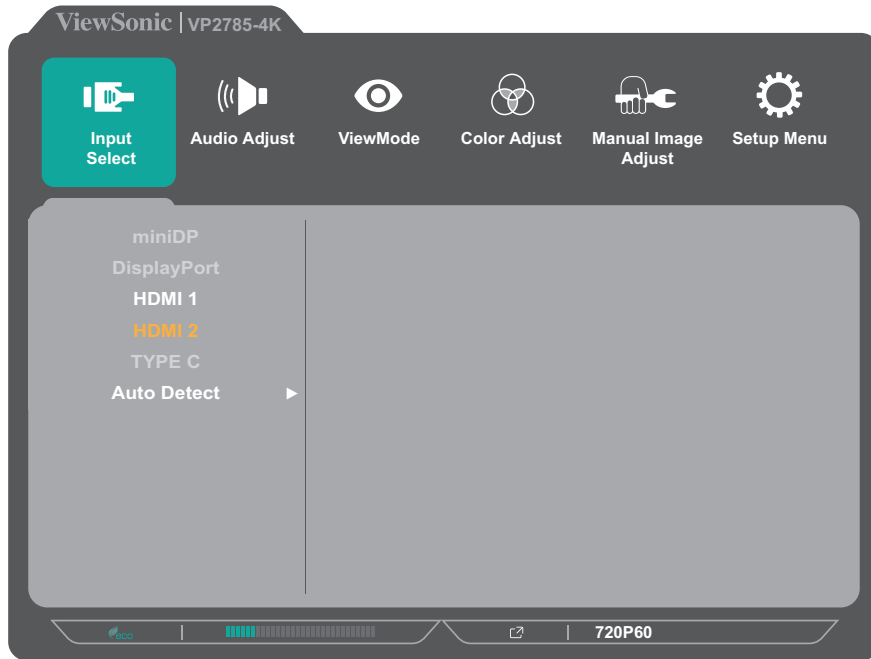 ViewSonic | VP2785-4K
Input Select
Audio Adjust
ViewMode
Color Adjust
Manual Image Adjust
Setup Menu
miniDP
DisplayPort
HDMI 1
HDMI 2
TYPE C
Auto Detect
eco
720P60